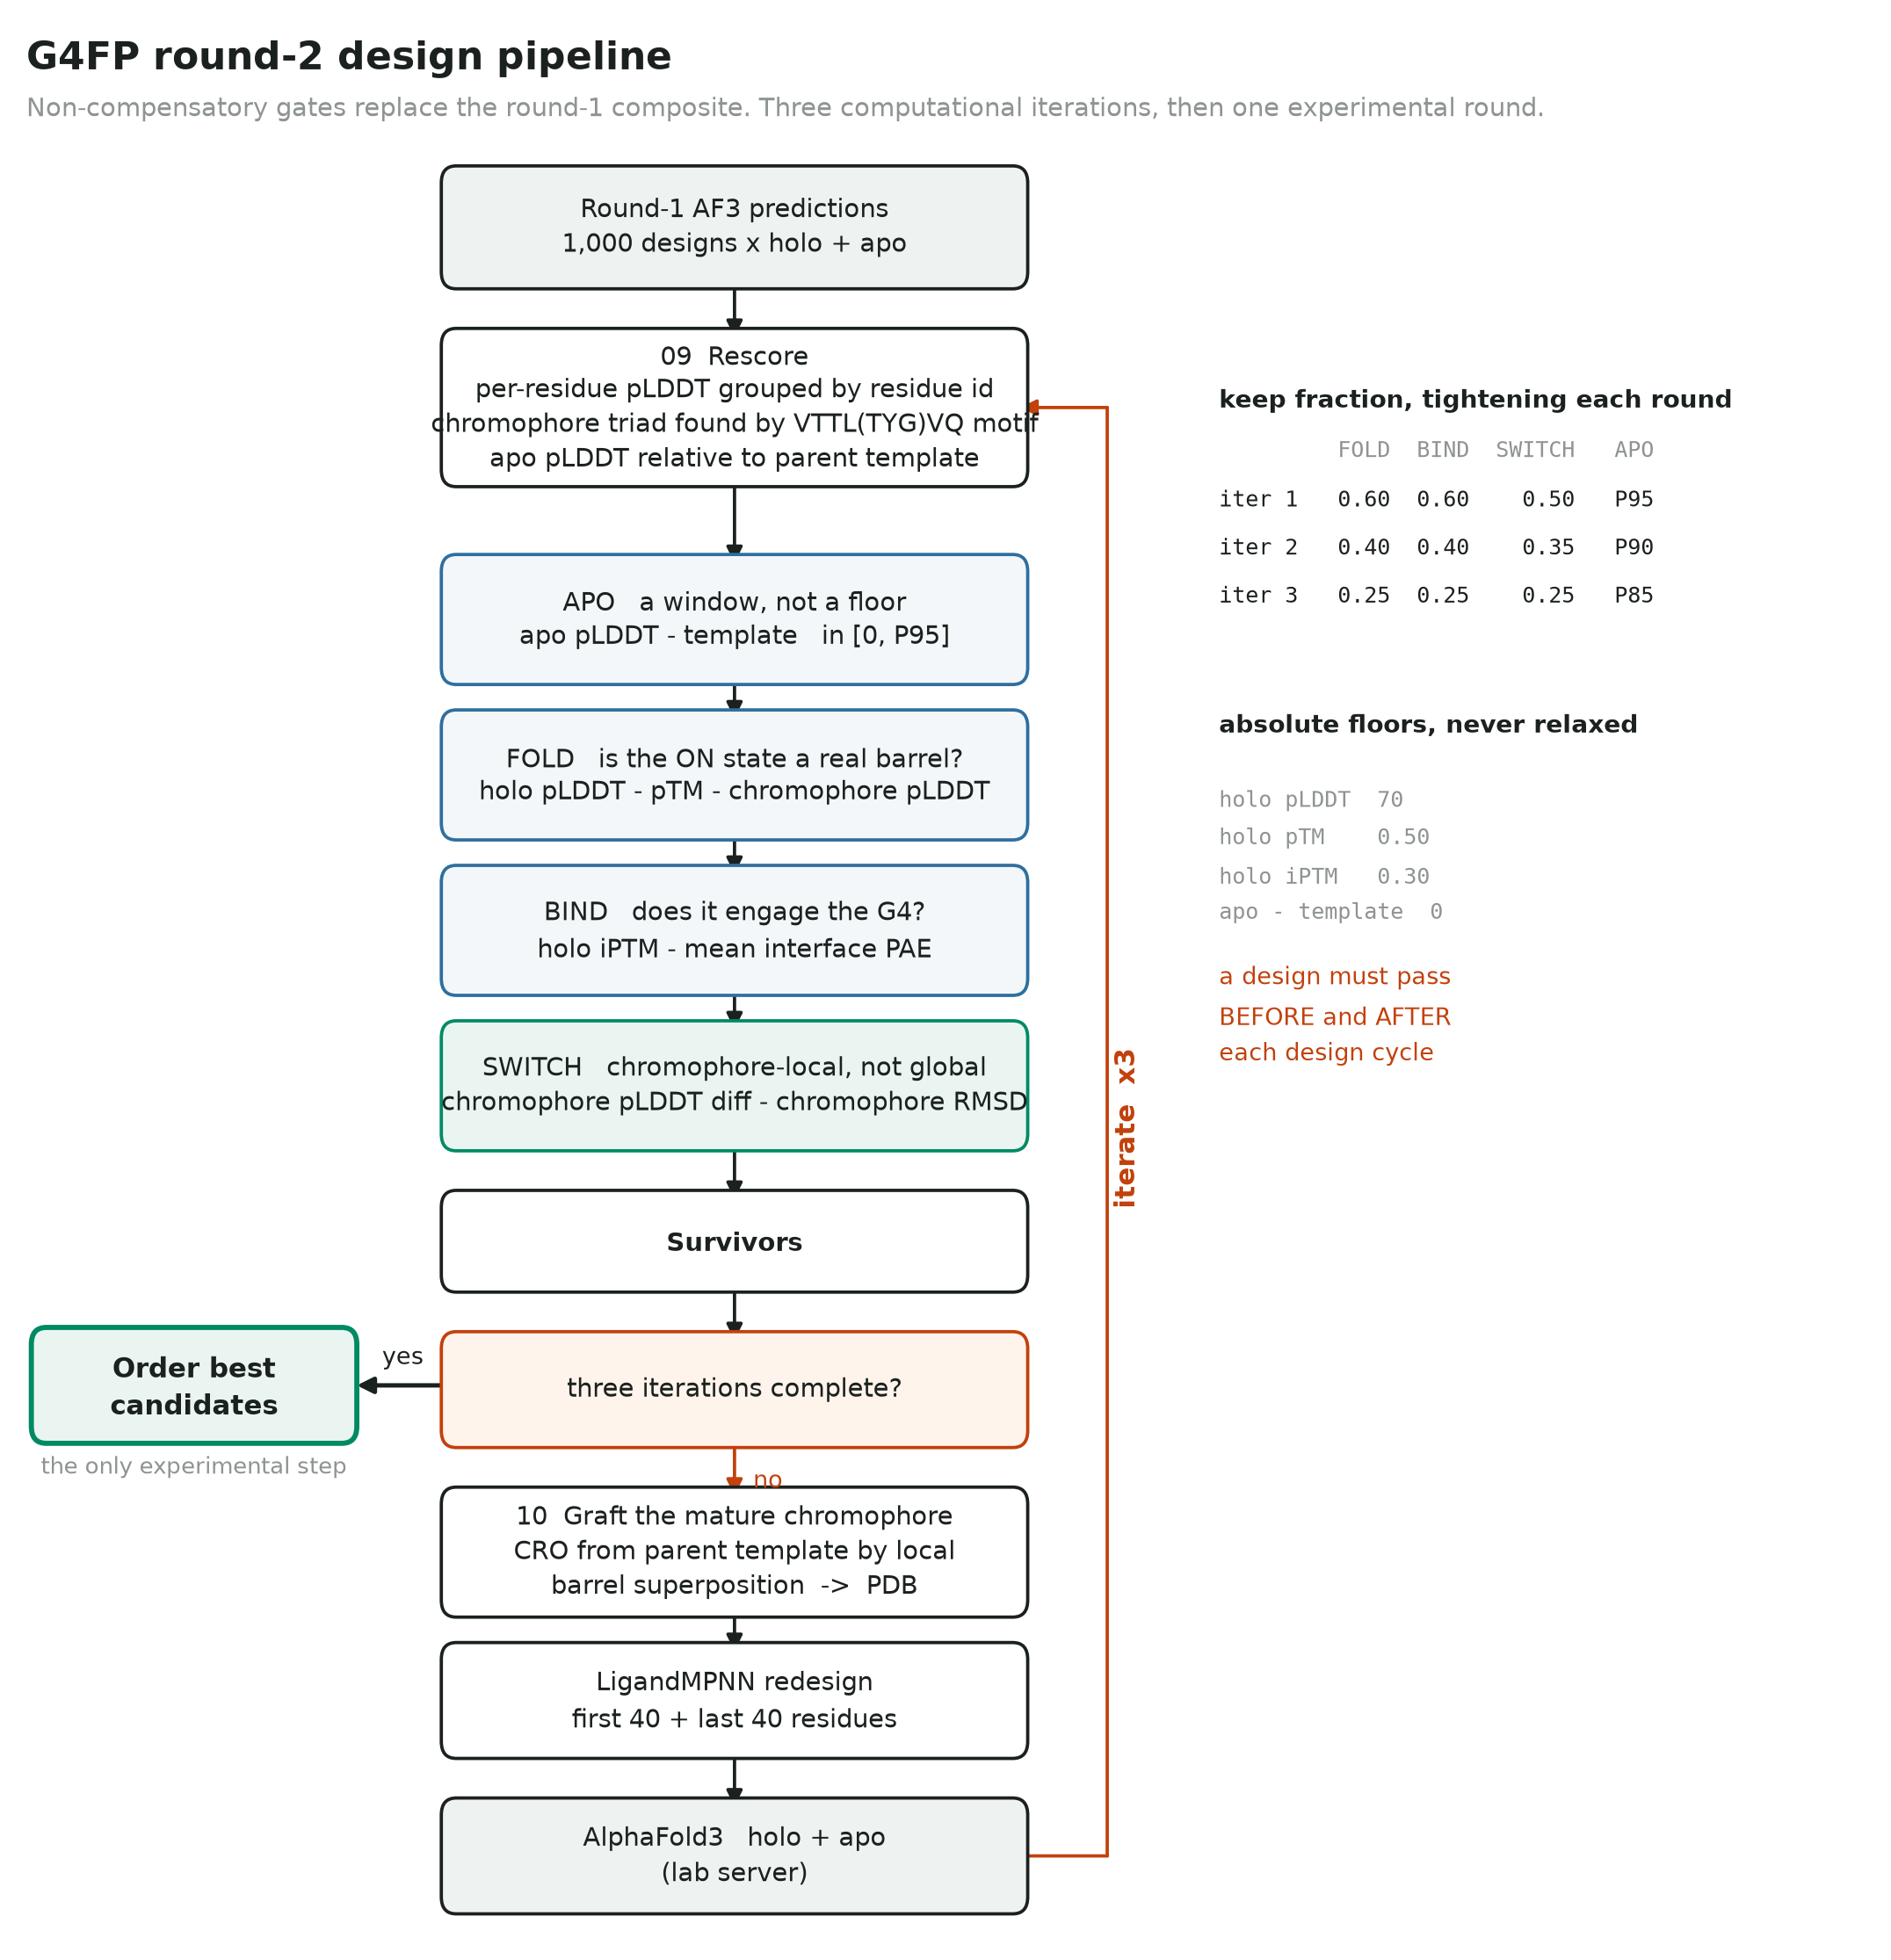 G4FP round-2 design pipeline
Non-compensatory gates replace the round-1 composite. Three computational iterations, then one experimental round.
Round-1 AF3 predictions
1,000 designs x holo + apo
09  Rescore
per-residue pLDDT grouped by residue id
chromophore triad found by VTTL(TYG)VQ motif
apo pLDDT relative to parent template
APO   a window, not a floor
apo pLDDT - template   in [0, P95]
FOLD   is the ON state a real barrel?
holo pLDDT - pTM - chromophore pLDDT
BIND   does it engage the G4?
holo iPTM - mean interface PAE
SWITCH   chromophore-local, not global
chromophore pLDDT diff - chromophore RMSD
Survivors
three iterations complete?
yes
Order best
candidates
the only experimental step
no
10  Graft the mature chromophore
CRO from parent template by local
barrel superposition  ->  PDB
LigandMPNN redesign
first 40 + last 40 residues
AlphaFold3   holo + apo
(lab server)
iterate  x3
keep fraction, tightening each round
FOLD  BIND  SWITCH   APO
iter 1   0.60  0.60    0.50   P95
iter 2   0.40  0.40    0.35   P90
iter 3   0.25  0.25    0.25   P85
absolute floors, never relaxed
holo pLDDT  70
holo pTM    0.50
holo iPTM   0.30
apo - template  0
a design must pass
BEFORE and AFTER
each design cycle